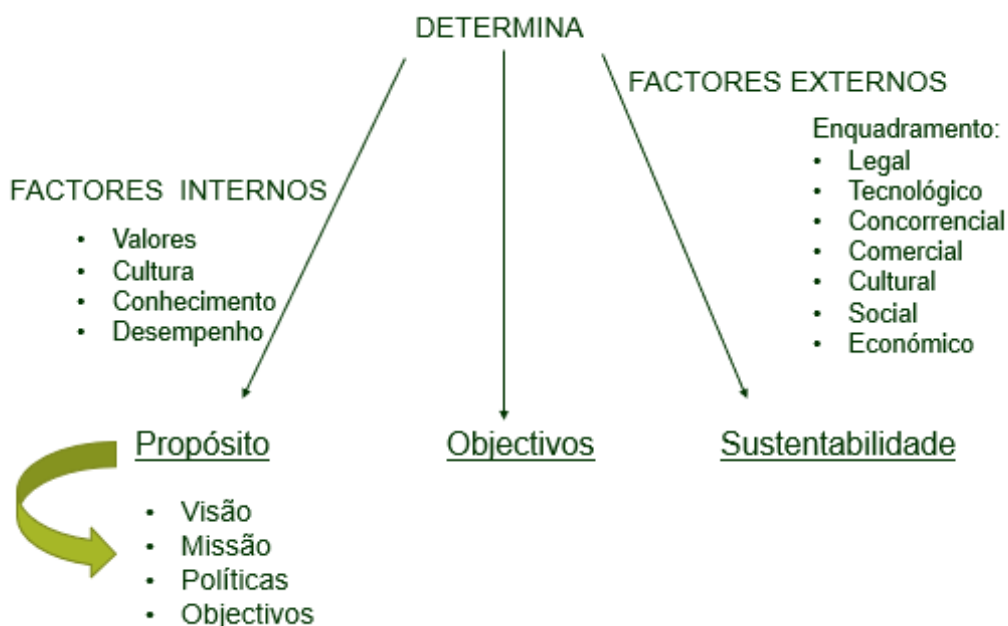 DETERMINA
FACTORES EXTERNOS
Enquadramento:
• Legal
• Tecnológico
• Concorrencial
• Comercial
• Cultural
• Social
• Económico
FACTORES INTERNOS
• Valores
• Cultura
• Conhecimento
• Desempenho
Propósito
Objectivos
Sustentabilidade
• Visão
• Missão
• Políticas
• Objectivos